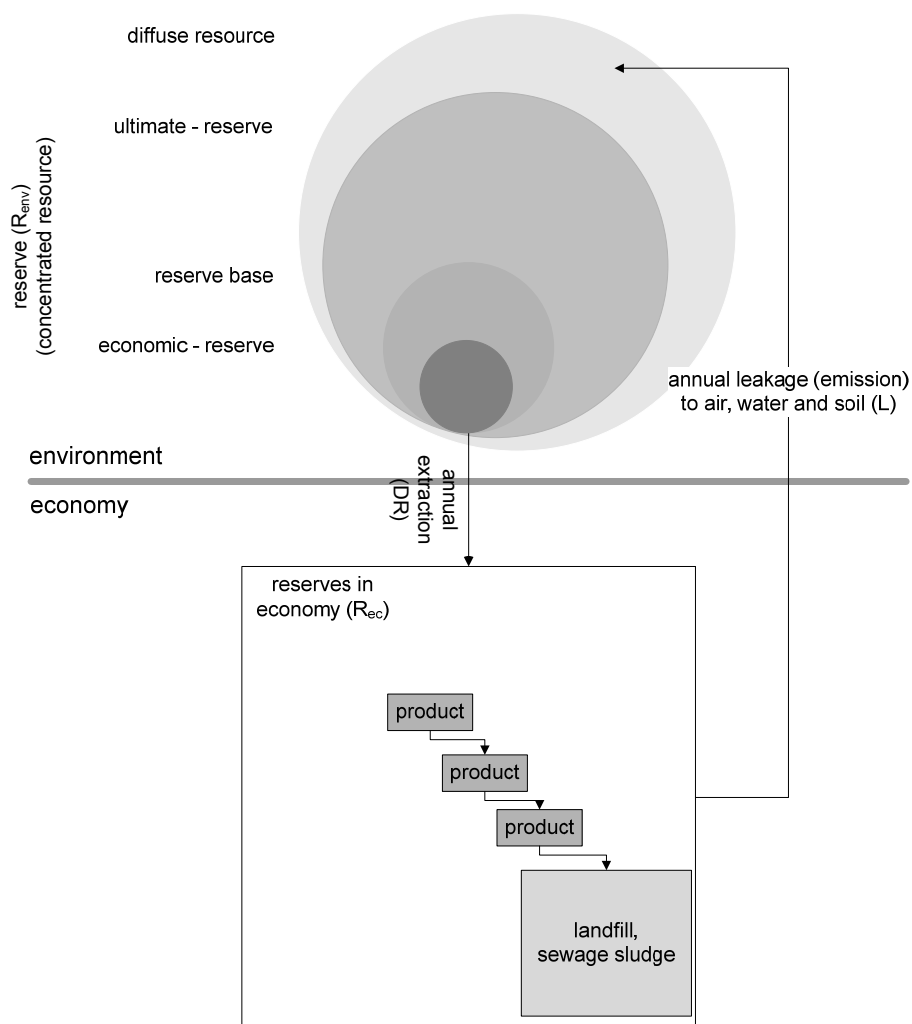 diffuse resource
ultimate - reserve
reserve (Renv)
(concentrated resource)
reserve base
economic - reserve
annual leakage (emission)
to air, water and soil (L)
environment
annual
extraction
(DR)
economy
reserves in
economy (Rec)
product
product
product
landfill,
sewage sludge